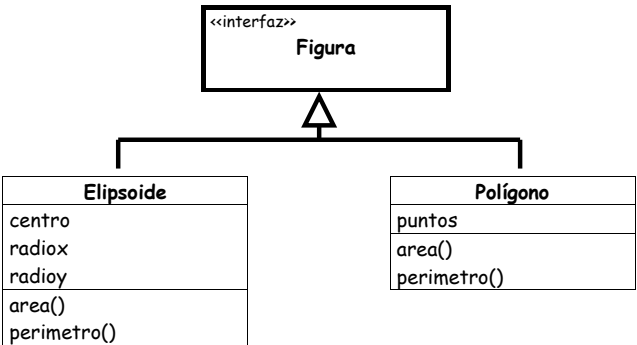 <<interfaz>>
Figura
Elipsoide
centro
radiox
radioy
area()
perimetro()
Polígono
puntos
area()
perimetro()